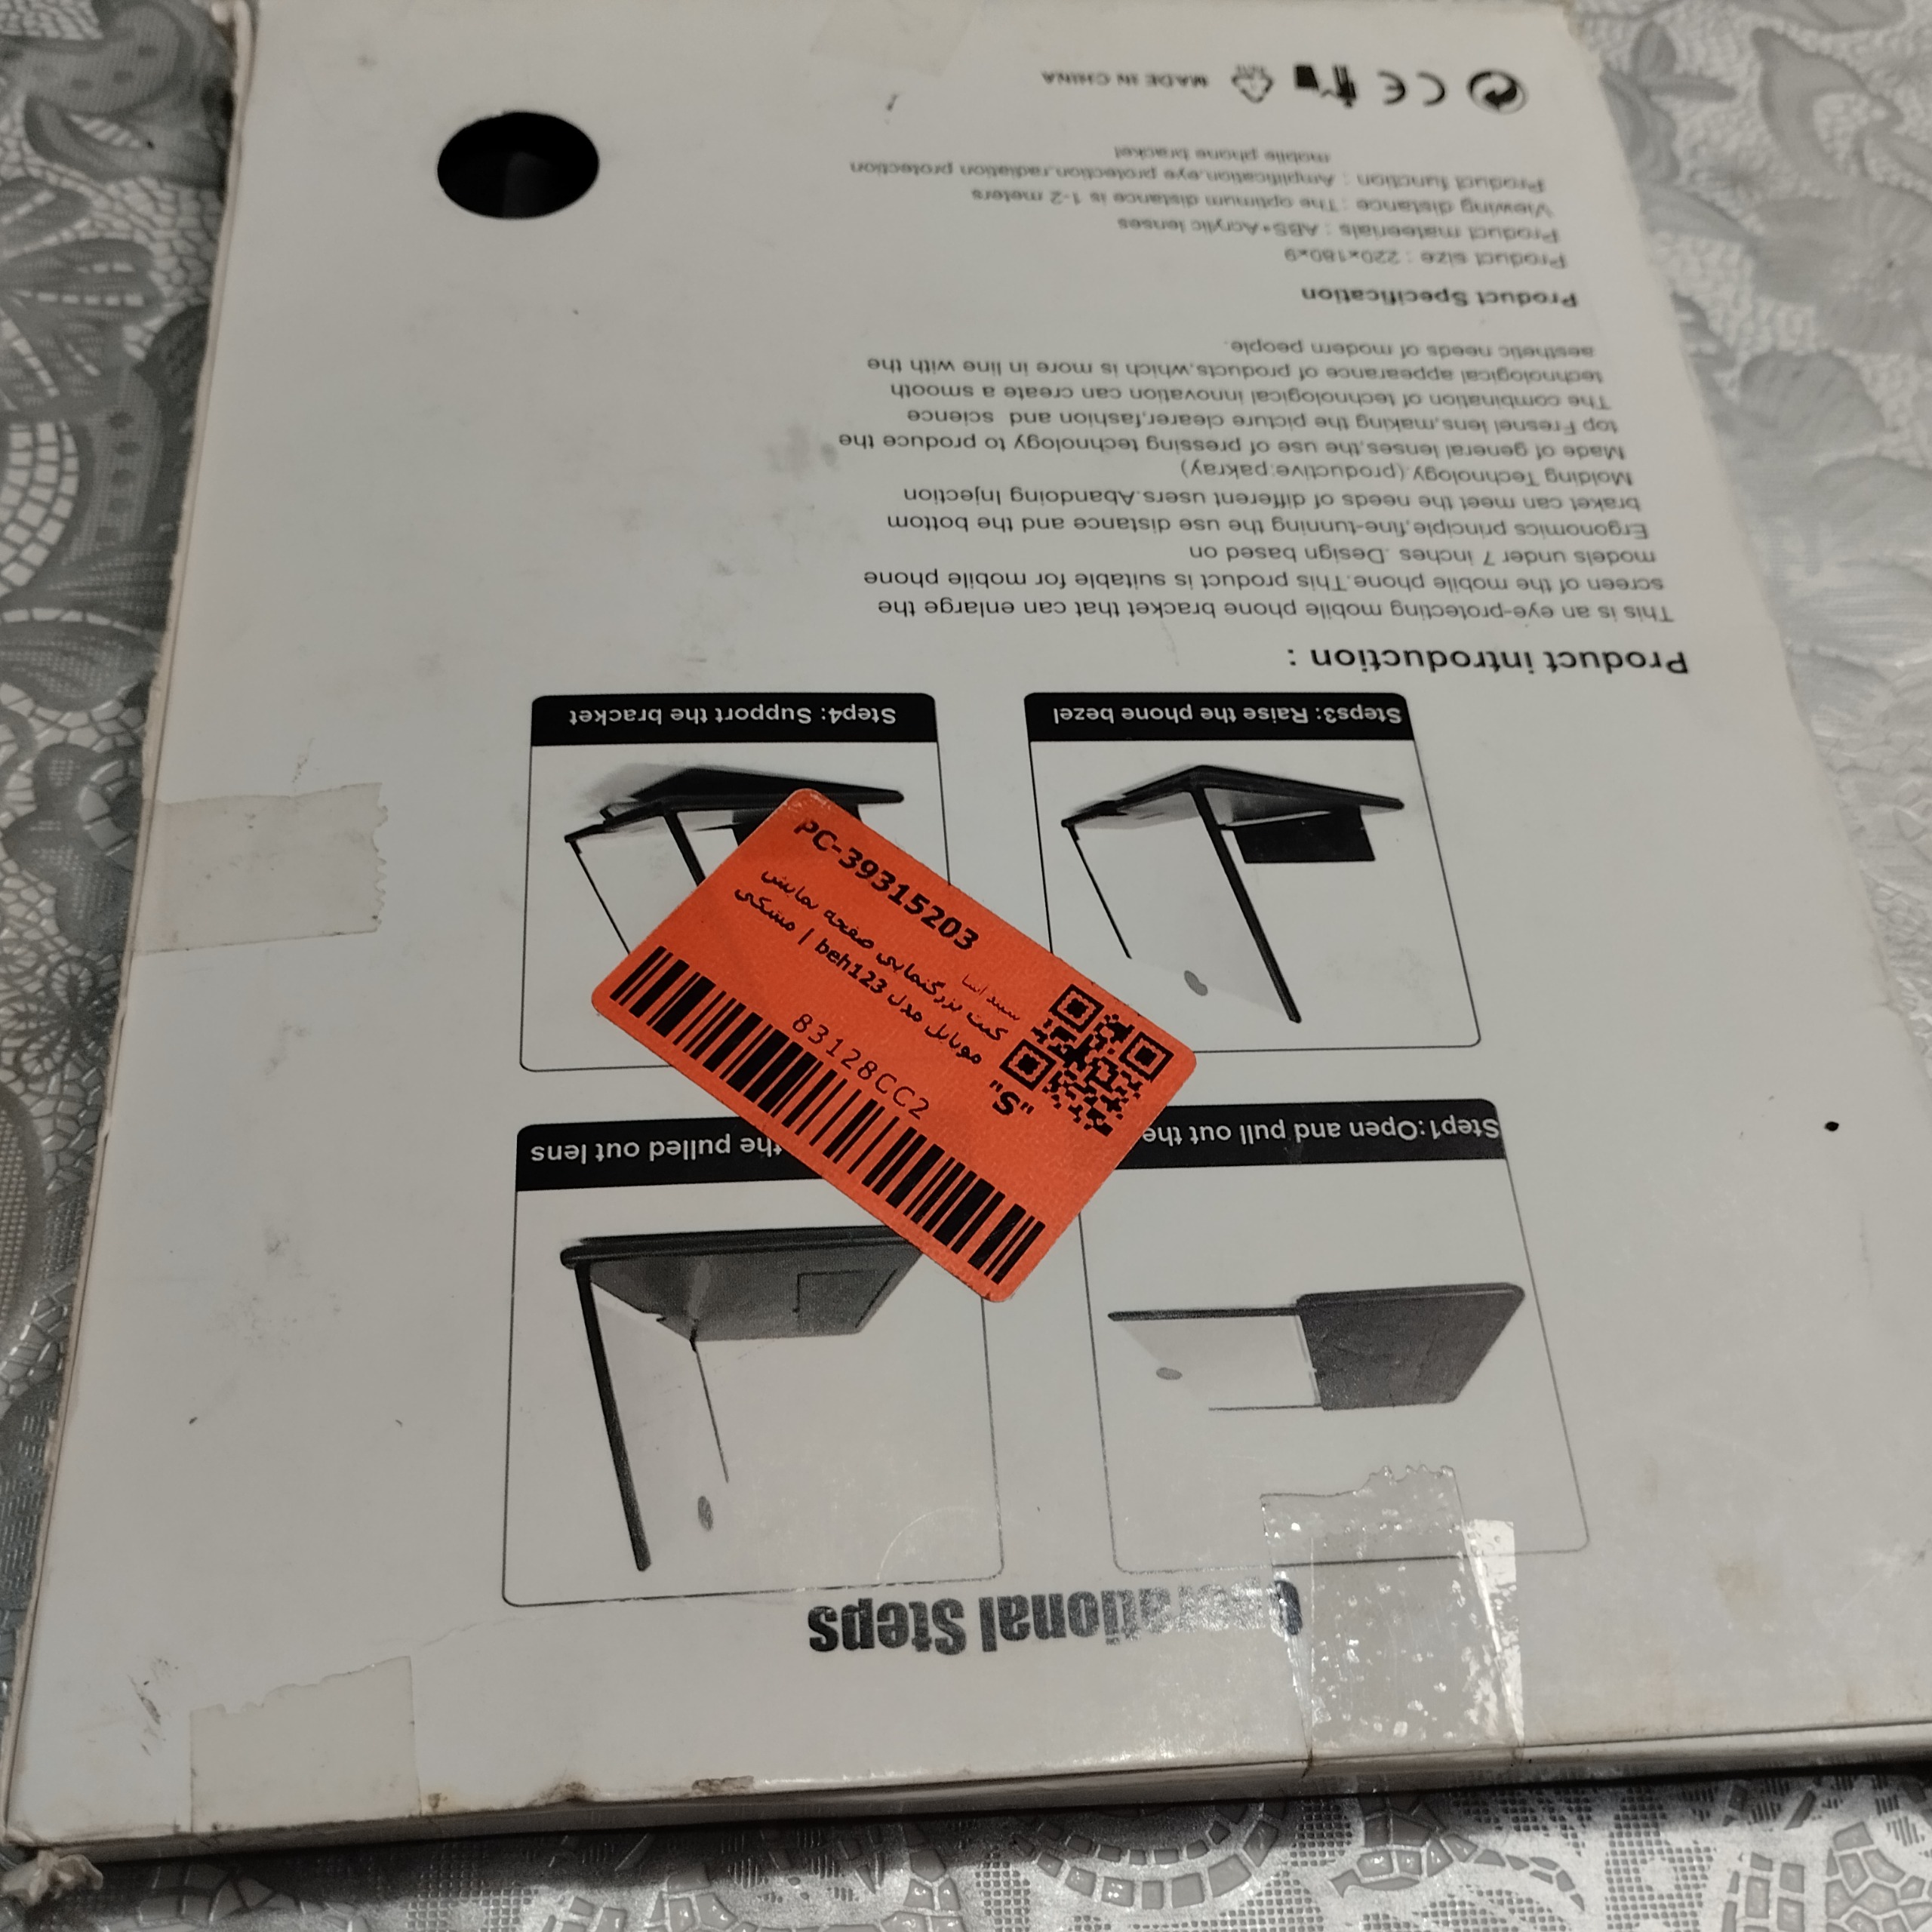 Operational Steps
Step1:Open and pull out the
the pulled out lens
Steps3: Raise the phone bezel
Step4: Support the bracket
Product introduction :
This is an eye-protecting mobile phone bracket that can enlarge the
screen of the mobile phone.This product is suitable for mobile phone
models under 7 inches .Design based on
Ergonomics principle,fine-tunning the use distance and the bottom
braket can meet the needs of different users.Abandoing Injection
Molding Technology.(productive:pakray)
Made of general lenses,the use of pressing technology to produce the
top Fresnel lens,making the picture clearer,fashion and science
The combination of technological innovation can create a smooth
technological appearance of products,which is more in line with the
aesthetic needs of modern people.
Product Specification
Product size : 220×180×9
Product mateerials : ABS+Acrylic lenses
Viewing distance : The optimum distance is 1-2 meters
Product function : Amplification,eye protection,radiation protection
mobile phone bracket
CE
MADE IN CHINA
PC-39315203
کیت بزرگنمایی صفحه نمایش
موبایل مدل beh123 | مشکی
"S"
83128CC2